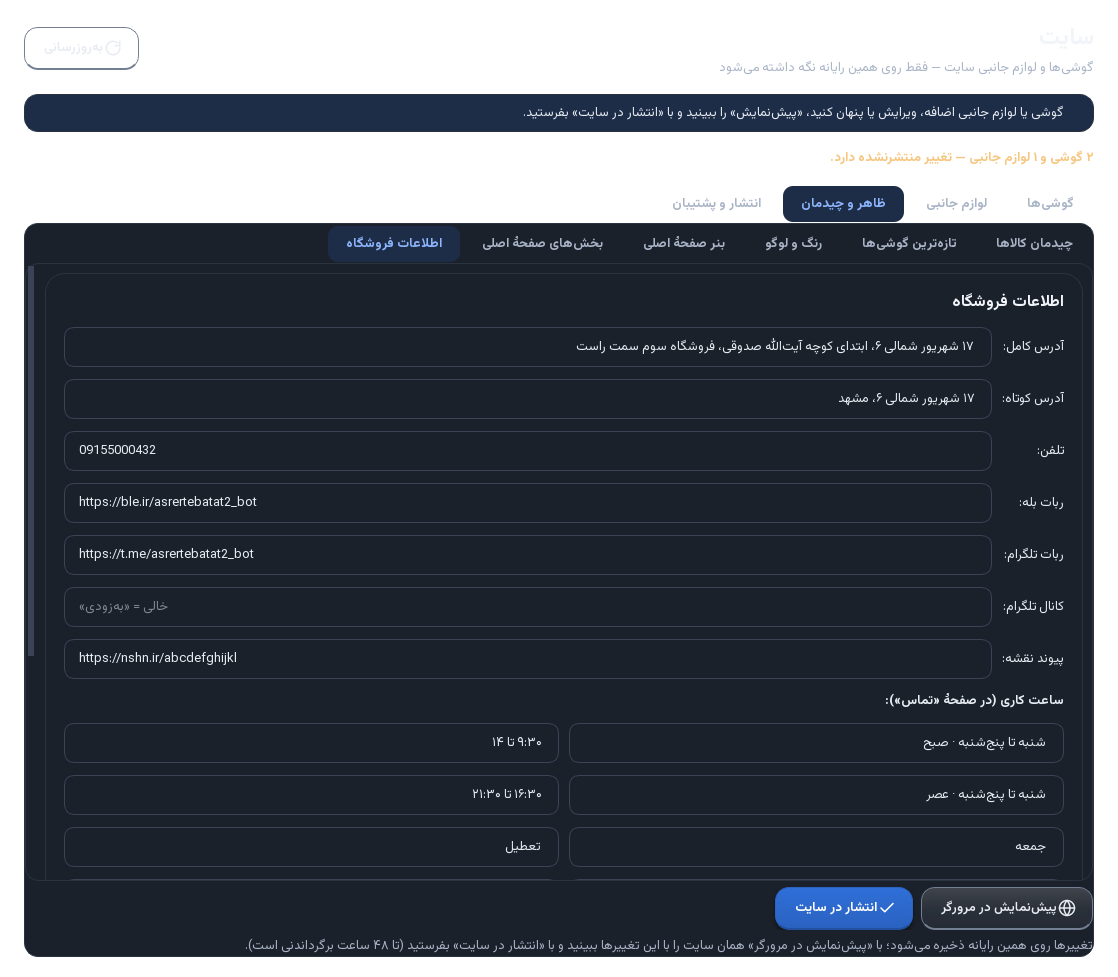 سایت
به‌روزرسانی
گوشی‌ها و لوازم جانبی سایت — فقط روی همین رایانه نگه داشته می‌شود
گوشی یا لوازم جانبی اضافه، ویرایش یا پنهان کنید، «پیش‌نمایش» را ببینید و با «انتشار در سایت» بفرستید.
۲ گوشی و ۱ لوازم جانبی — تغییر منتشرنشده دارد.
گوشی‌ها لوازم جانبی ظاهر و چیدمان انتشار و پشتیبان
چیدمان کالاها تازه‌ترین گوشی‌ها رنگ و لوگو بنر صفحهٔ اصلی بخش‌های صفحهٔ اصلی اطلاعات فروشگاه
اطلاعات فروشگاه
آدرس کامل: ۱۷ شهریور شمالی ۶، ابتدای کوچه آیت‌الله صدوقی، فروشگاه سوم سمت راست
آدرس کوتاه: ۱۷ شهریور شمالی ۶، مشهد
تلفن: 09155000432
ربات بله: https://ble.ir/asrertebatat2_bot
ربات تلگرام: https://t.me/asrertebatat2_bot
کانال تلگرام: خالی = «به‌زودی»
پیوند نقشه: https://nshn.ir/abcdefghijkl
ساعت کاری (در صفحهٔ «تماس»):
شنبه تا پنج‌شنبه · صبح ۹:۳۰ تا ۱۴
شنبه تا پنج‌شنبه · عصر ۱۶:۳۰ تا ۲۱:۳۰
جمعه تعطیل
پیش‌نمایش در مرورگر انتشار در سایت
تغییرها روی همین رایانه ذخیره می‌شود؛ با «پیش‌نمایش در مرورگر» همان سایت را با این تغییرها ببینید و با «انتشار در سایت» بفرستید (تا ۴۸ ساعت برگرداندنی است).